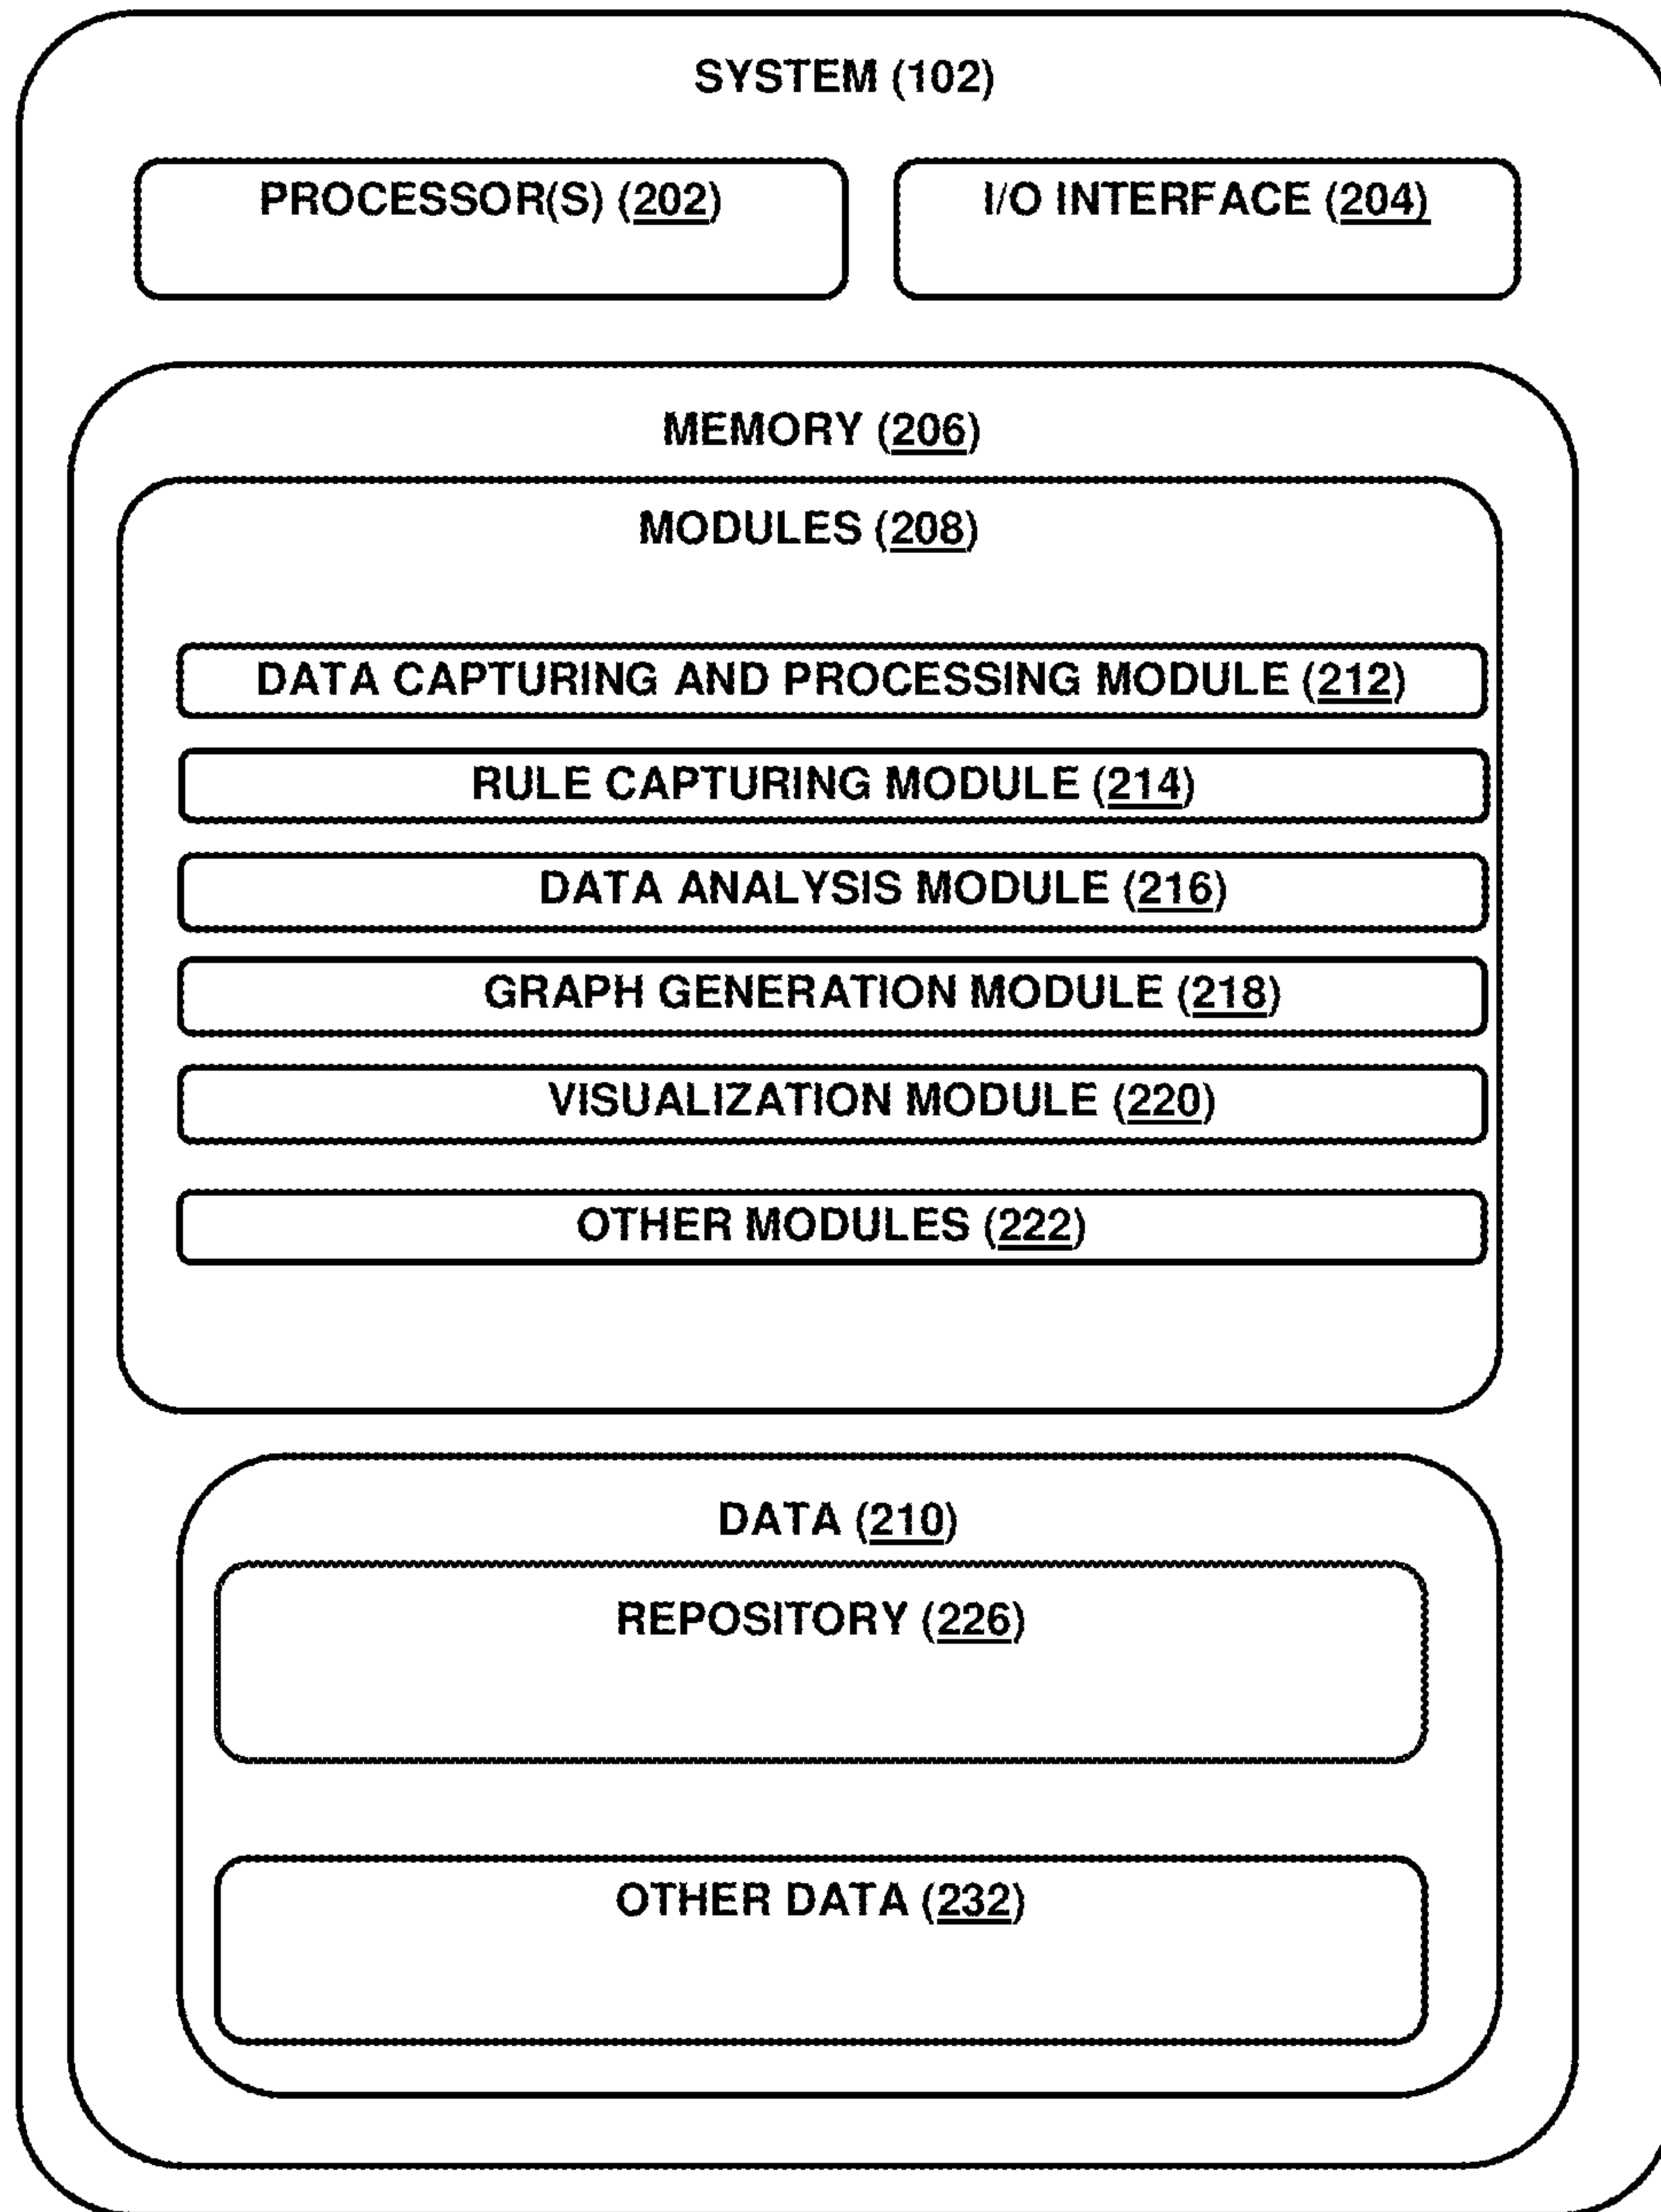 SYSTEM (102)
PROCESSOR(S) (202)
I/O INTERFACE (204)
MEMORY (206)
MODULES (208)
DATA CAPTURING AND PROCESSING MODULE (212)
RULE CAPTURING MODULE (214)
DATA ANALYSIS MODULE (216)
GRAPH GENERATION MODULE (218)
VISUALIZATION MODULE (220)
OTHER MODULES (222)
DATA (210)
REPOSITORY (226)
OTHER DATA (232)